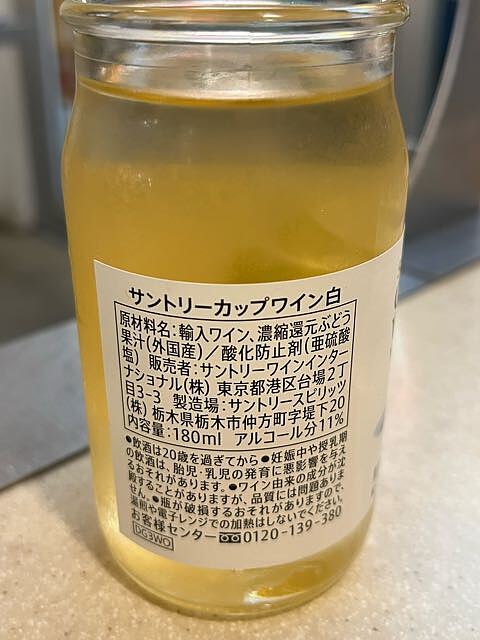 サントリーカップワイン白
原材料名：輸入ワイン、濃縮還元ぶどう
果汁(外国産)／酸化防止剤(亜硫酸
塩) 販売者：サントリーワインインター
ナショナル(株) 東京都港区台場2丁
目3-3 製造場：サントリースピリッツ
(株) 栃木県栃木市仲方町字堤下20
内容量：180ml アルコール分11%
●飲酒は20歳を過ぎてから ●妊娠中や授乳期
の飲酒は、胎児・乳児の発育に悪影響を与え
るおそれがあります。●ワイン由来の成分が沈
殿することがありますが、品質には問題ありま
せん。●瓶が破損するおそれがありますので、
湯煎や電子レンジでの加熱はしないでください。
お客様センター 0120-139-380
DG3WO